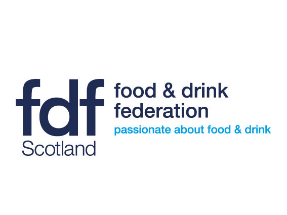 fdf
Scotland
food & drink
federation
passionate about food & drink